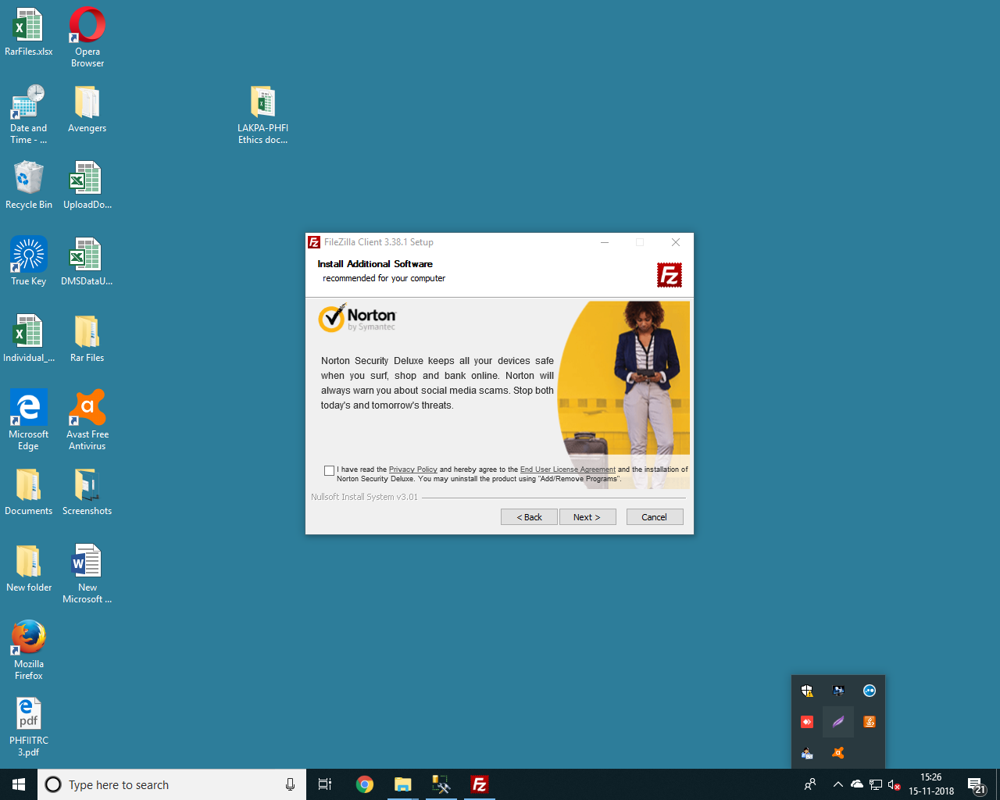 RarFiles.xlsx
Opera
Browser
Date and
Time - ...
Avengers
LAKPA-PHFI
Ethics doc...
Recycle Bin
UploadDo...
True Key
DMSDataU...
Individual_...
Rar Files
Microsoft
Edge
Avast Free
Antivirus
Documents
Screenshots
New folder
New
Microsoft ...
Mozilla
Firefox
pdf
PHFIITRC
3.pdf
FileZilla Client 3.38.1 Setup
Install Additional Software
recommended for your computer
Norton
by Symantec
Norton Security Deluxe keeps all your devices safe
when you surf, shop and bank online. Norton will
always warn you about social media scams. Stop both
today's and tomorrow's threats.
I have read the Privacy Policy and hereby agree to the End User License Agreement and the installation of
Norton Security Deluxe. You may uninstall the product using "Add/Remove Programs".
Nullsoft Install System v3.01
< Back
Next >
Cancel
Type here to search
15:26
15-11-2018
21